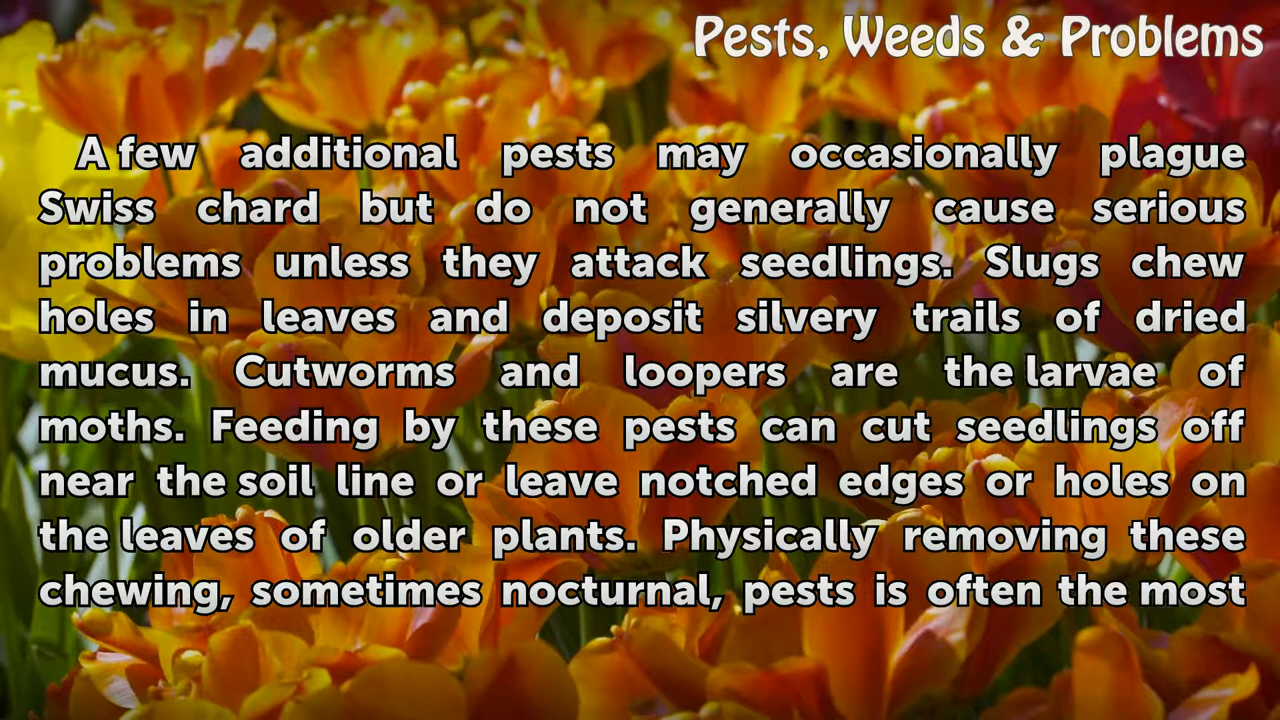 Pests, Weeds & Problems
A few additional pests may occasionally plague
Swiss chard but do not generally cause serious
problems unless they attack seedlings. Slugs chew
holes in leaves and deposit silvery trails of dried
mucus. Cutworms and loopers are the larvae of
moths. Feeding by these pests can cut seedlings off
near the soil line or leave notched edges or holes on
the leaves of older plants. Physically removing these
chewing, sometimes nocturnal, pests is often the most